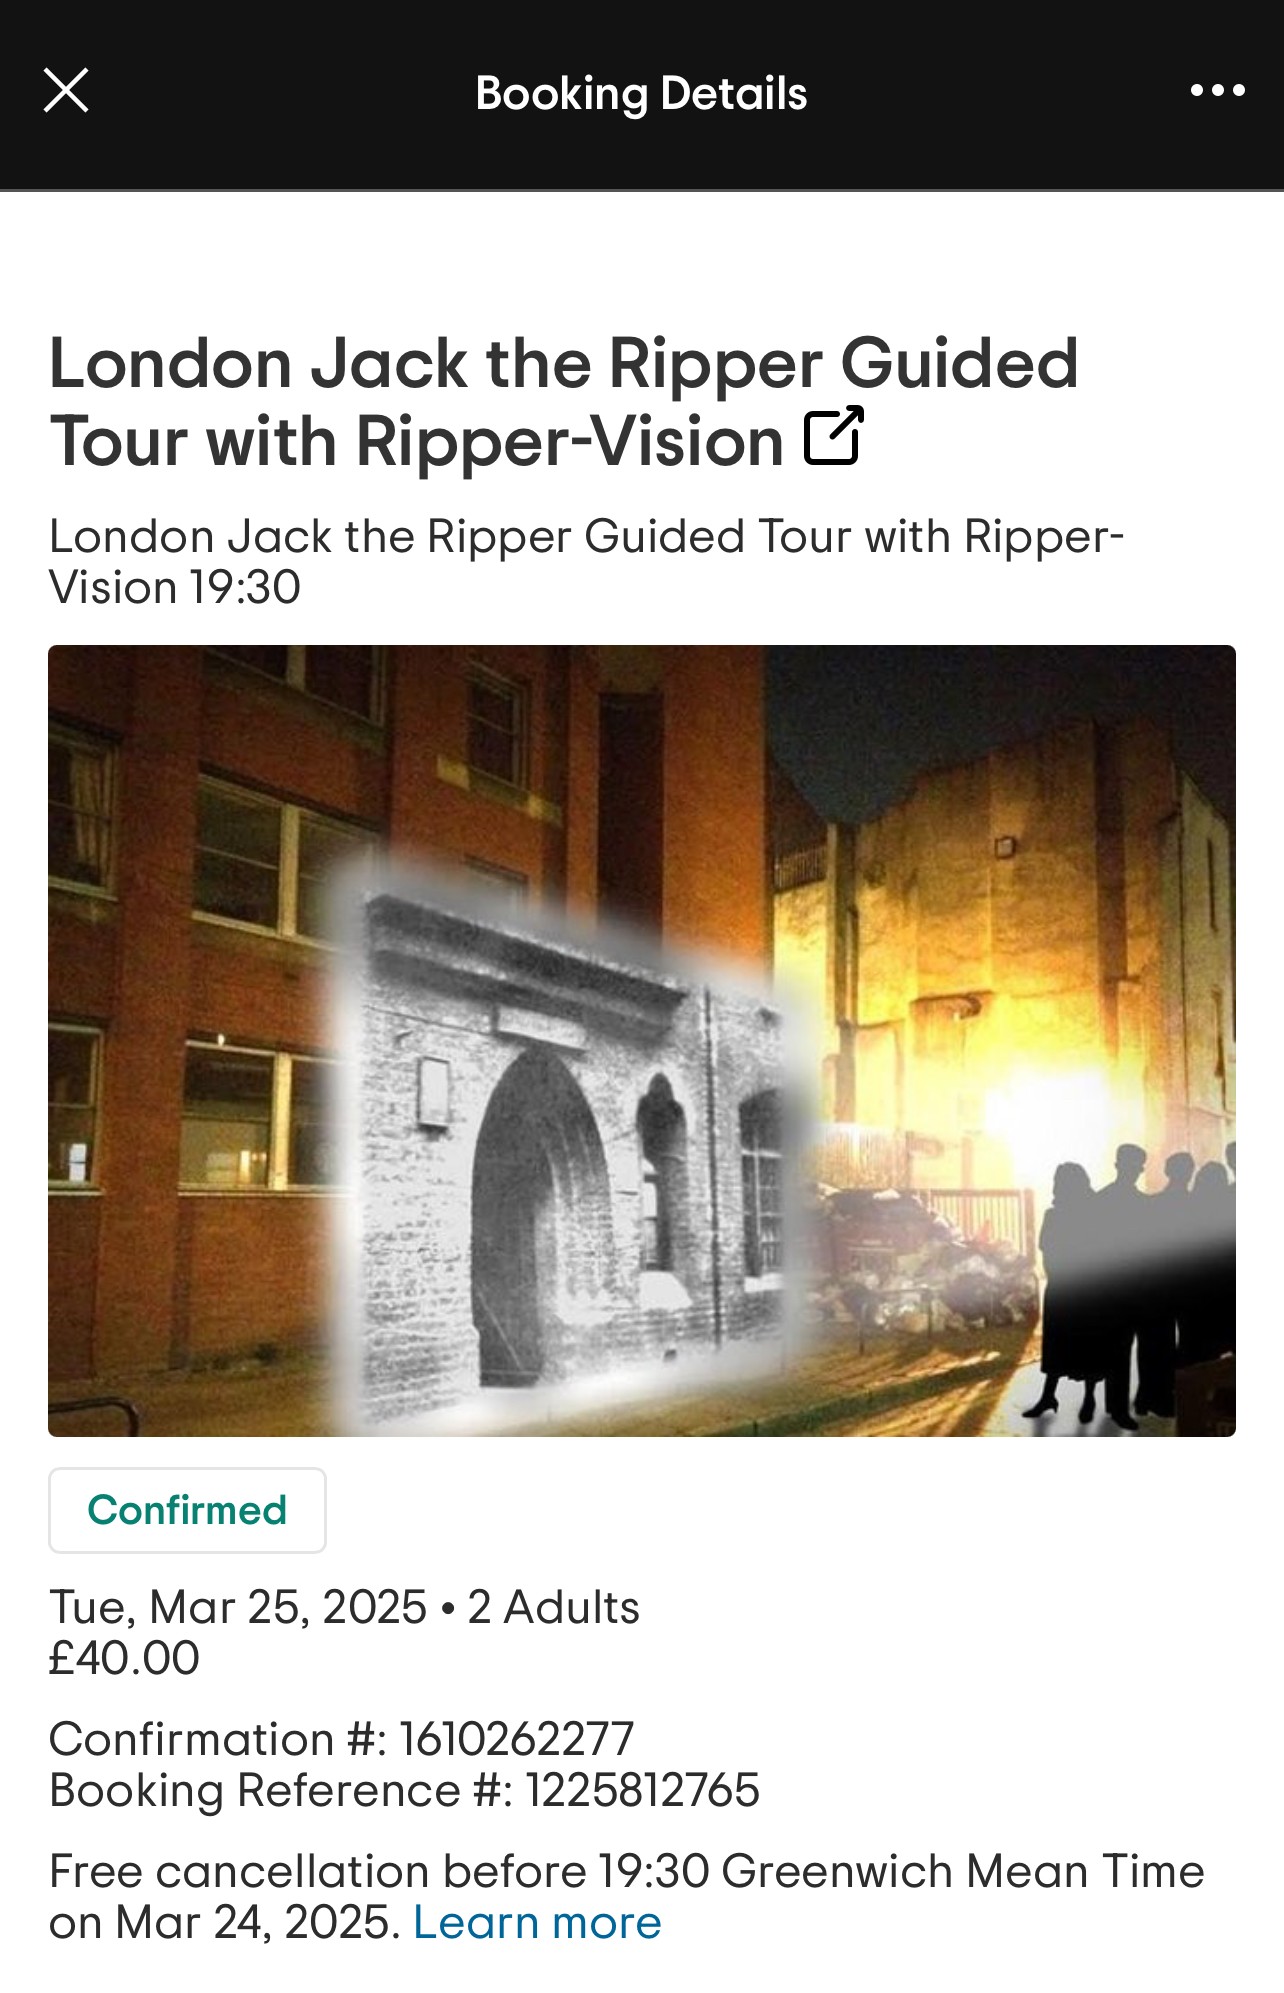 Booking Details
London Jack the Ripper Guided
Tour with Ripper-Vision
London Jack the Ripper Guided Tour with Ripper-
Vision 19:30
Confirmed
Tue, Mar 25, 2025 • 2 Adults
£40.00
Confirmation #: 1610262277
Booking Reference #: 1225812765
Free cancellation before 19:30 Greenwich Mean Time
on Mar 24, 2025. Learn more